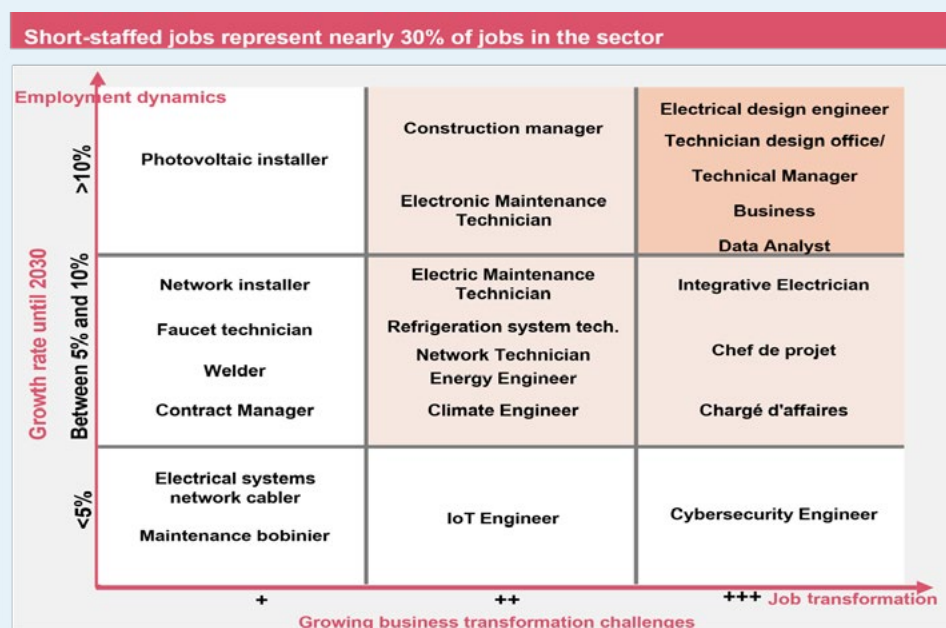 Short-staffed jobs represent nearly 30% of jobs in the sector
Employment dynamics
Growth rate until 2030
>10%
Photovoltaic installer
Construction manager
Electronic Maintenance
Technician
Electrical design engineer
Technician design office/
Technical Manager
Business
Data Analyst
Between 5% and 10%
Network installer
Faucet technician
Welder
Contract Manager
Electric Maintenance
Technician
Refrigeration system tech.
Network Technician
Energy Engineer
Climate Engineer
Integrative Electrician
Chef de projet
Chargé d'affaires
<5%
Electrical systems
network cabler
Maintenance bobinier
IoT Engineer
Cybersecurity Engineer
+
++
+++ Job transformation
Growing business transformation challenges